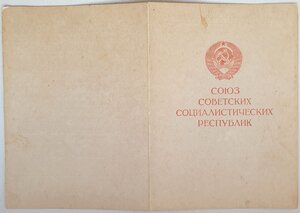 СОЮЗ
СОВЕТСКИХ
СОЦИАЛИСТИЧЕСКИХ
РЕСПУБЛИК